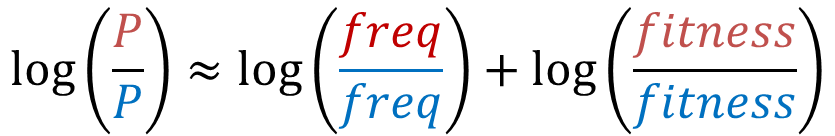 log(P/P) ≈ log(freq/freq) + log(fitness/fitness)